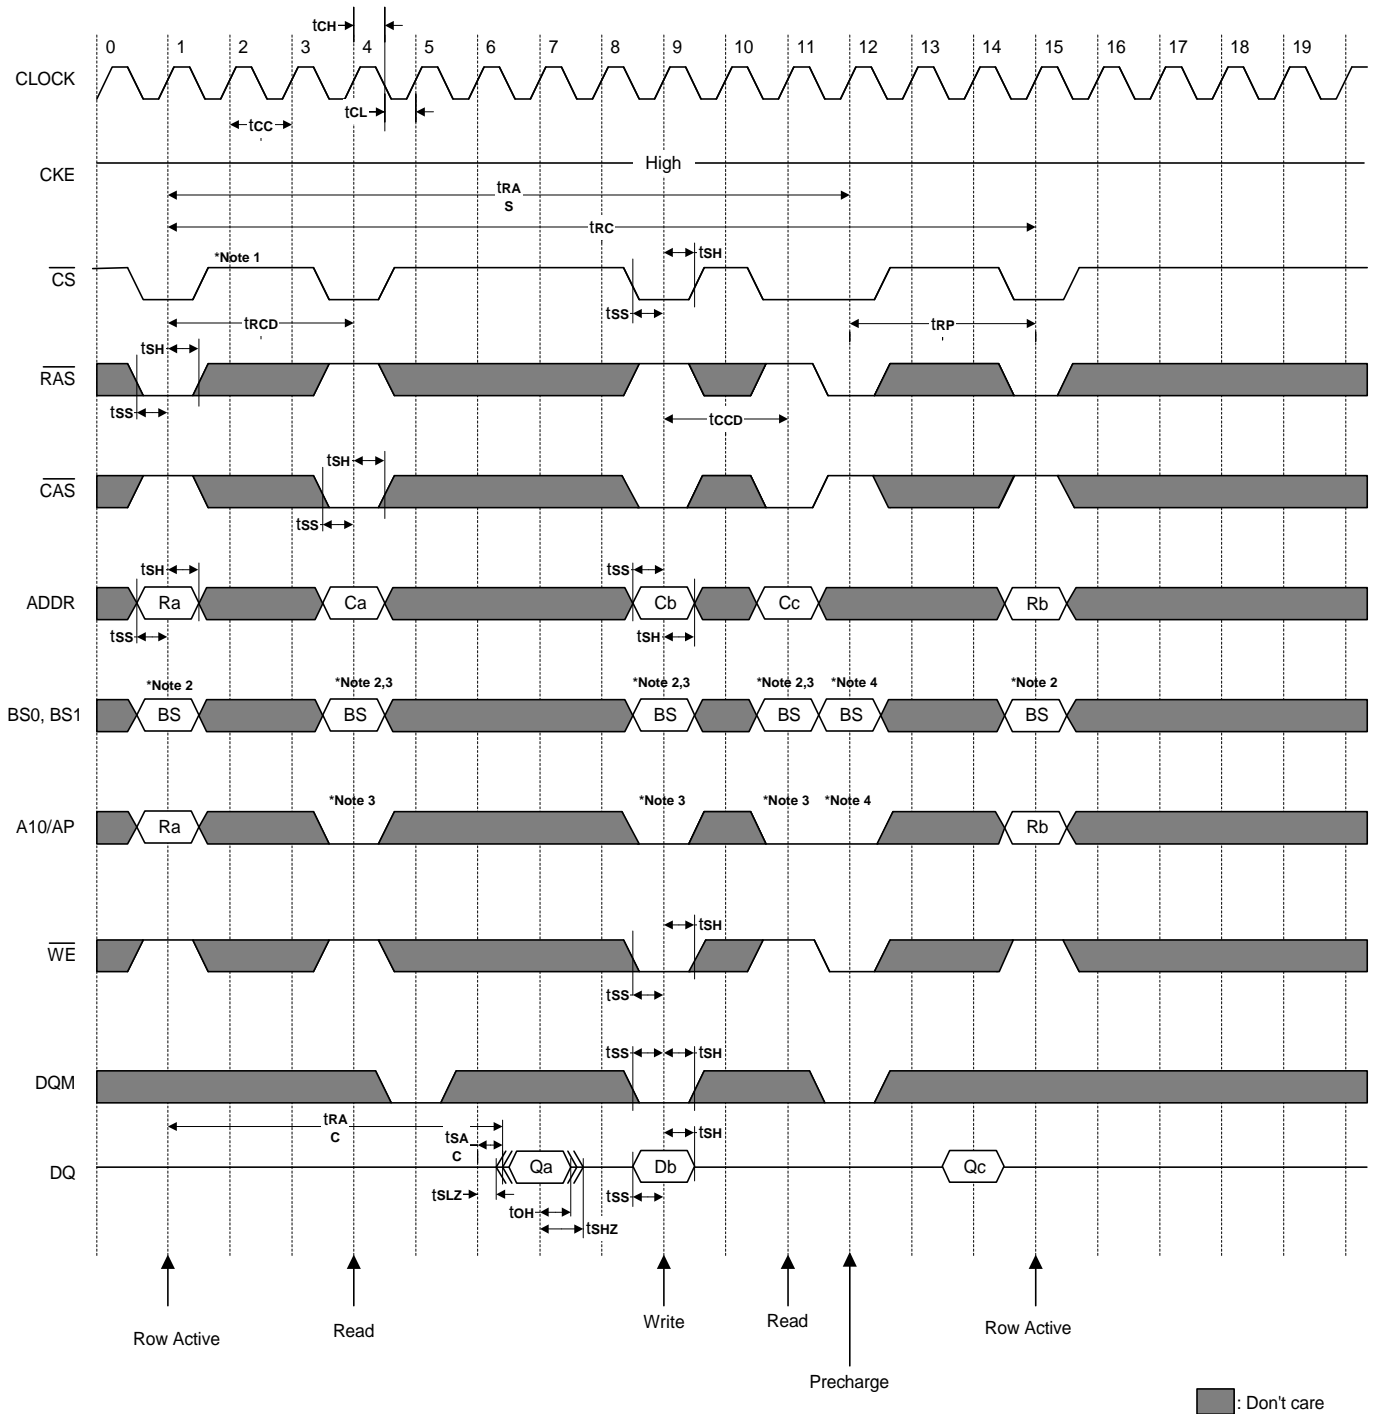 tCH
0 1 2 3 4 5 6 7 8 9 10 11 12 13 14 15 16 17 18 19
CLOCK
tCL
tCC
High
CKE
tRA
S
tRC
*Note 1
tSH
CS
tSS
tRCD
tRP
tSH
RAS
tSS
tCCD
tSH
CAS
tSS
tSH
tSS
ADDR
Ra Ca Cb Cc Rb
tSS
tSH
*Note 2 *Note 2,3 *Note 2,3 *Note 2,3 *Note 4 *Note 2
BS0, BS1
BS BS BS BS BS BS
*Note 3 *Note 3 *Note 3 *Note 4
A10/AP
Ra Rb
tSH
WE
tSS
tSS tSH
DQM
tRA
C
tSA
C
tSH
DQ
Qa Db Qc
tSLZ
tSS
tOH
tSHZ
Row Active
Read
Write
Read
Row Active
Precharge
: Don't care